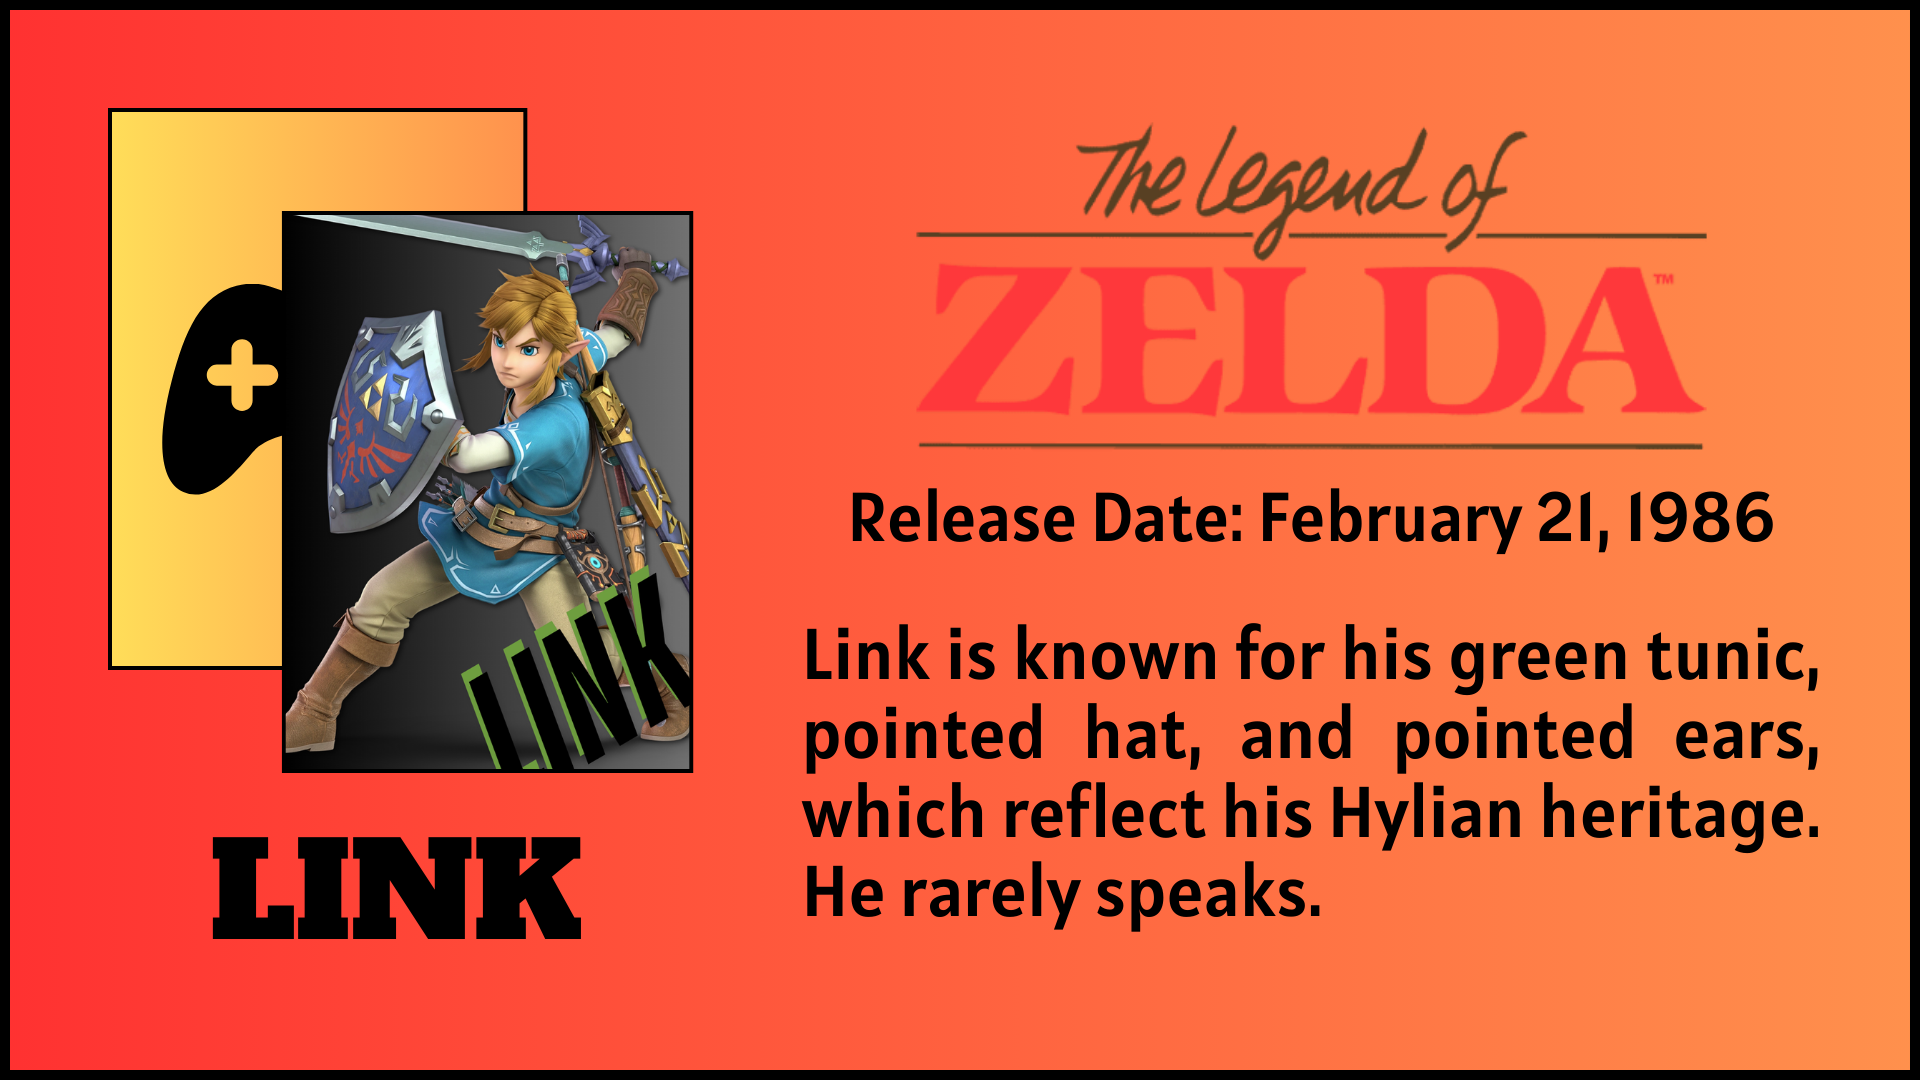 LINK
LINK
The Legend of
ZELDA™
Release Date: February 21, 1986
Link is known for his green tunic,
pointed hat, and pointed ears,
which reflect his Hylian heritage.
He rarely speaks.